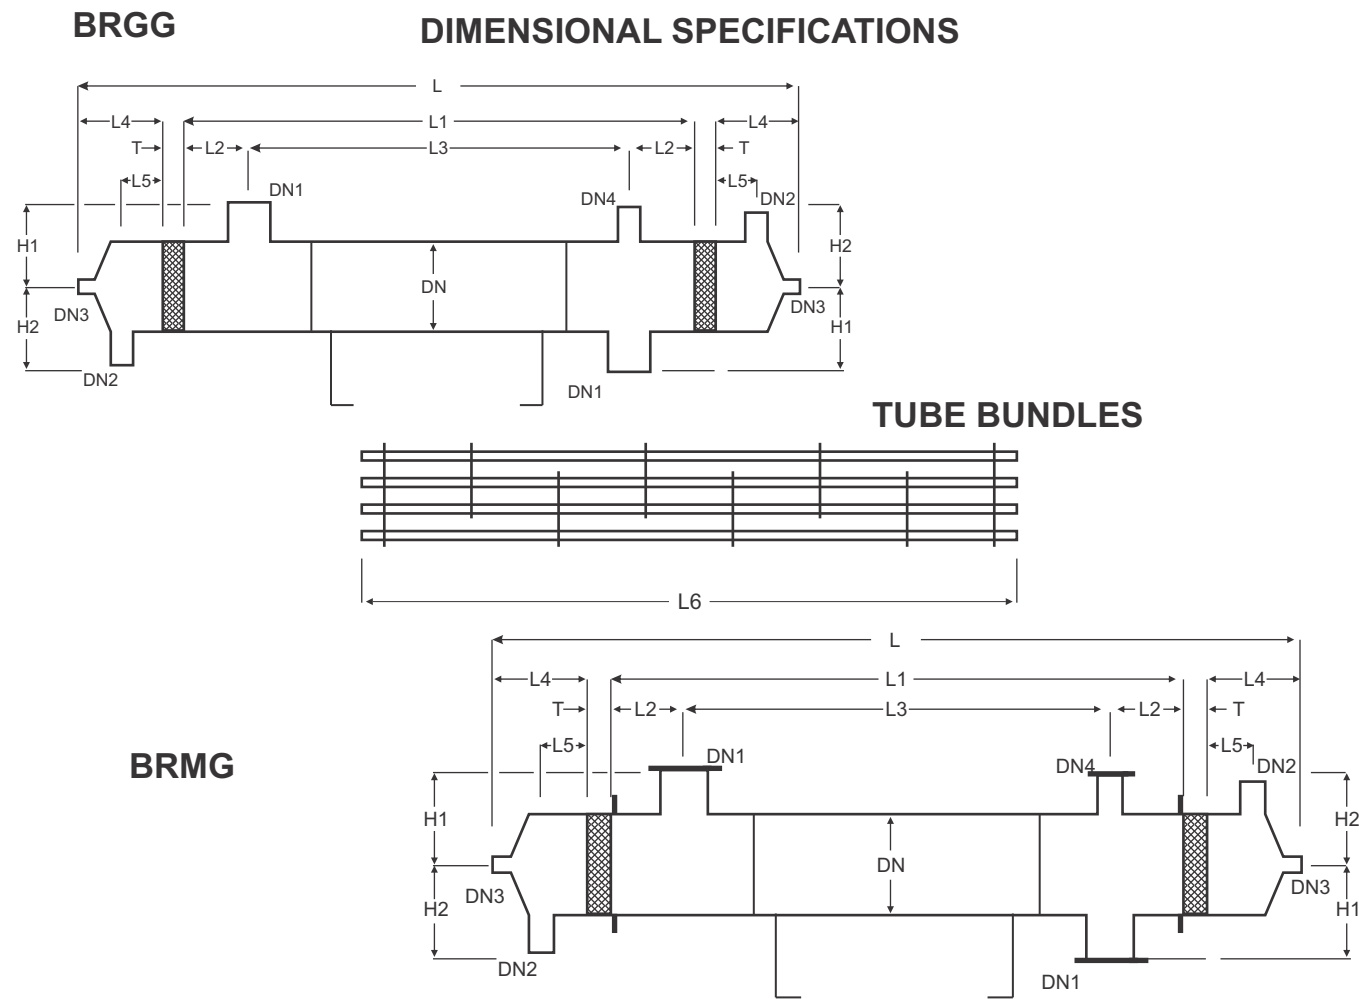 BRGG
DIMENSIONAL SPECIFICATIONS
L
L4 L1 L4
T L2 L3 L2 T
L5 L5
DN1 DN4 DN2
H1 H2
DN
DN3 DN3
H2 H1
DN2 DN1
TUBE BUNDLES
L6
L
L4 L1 L4
T L2 L3 L2 T
L5 L5
BRMG
DN1 DN4 DN2
H1 H2
DN
DN3 DN3
H2 H1
DN2 DN1